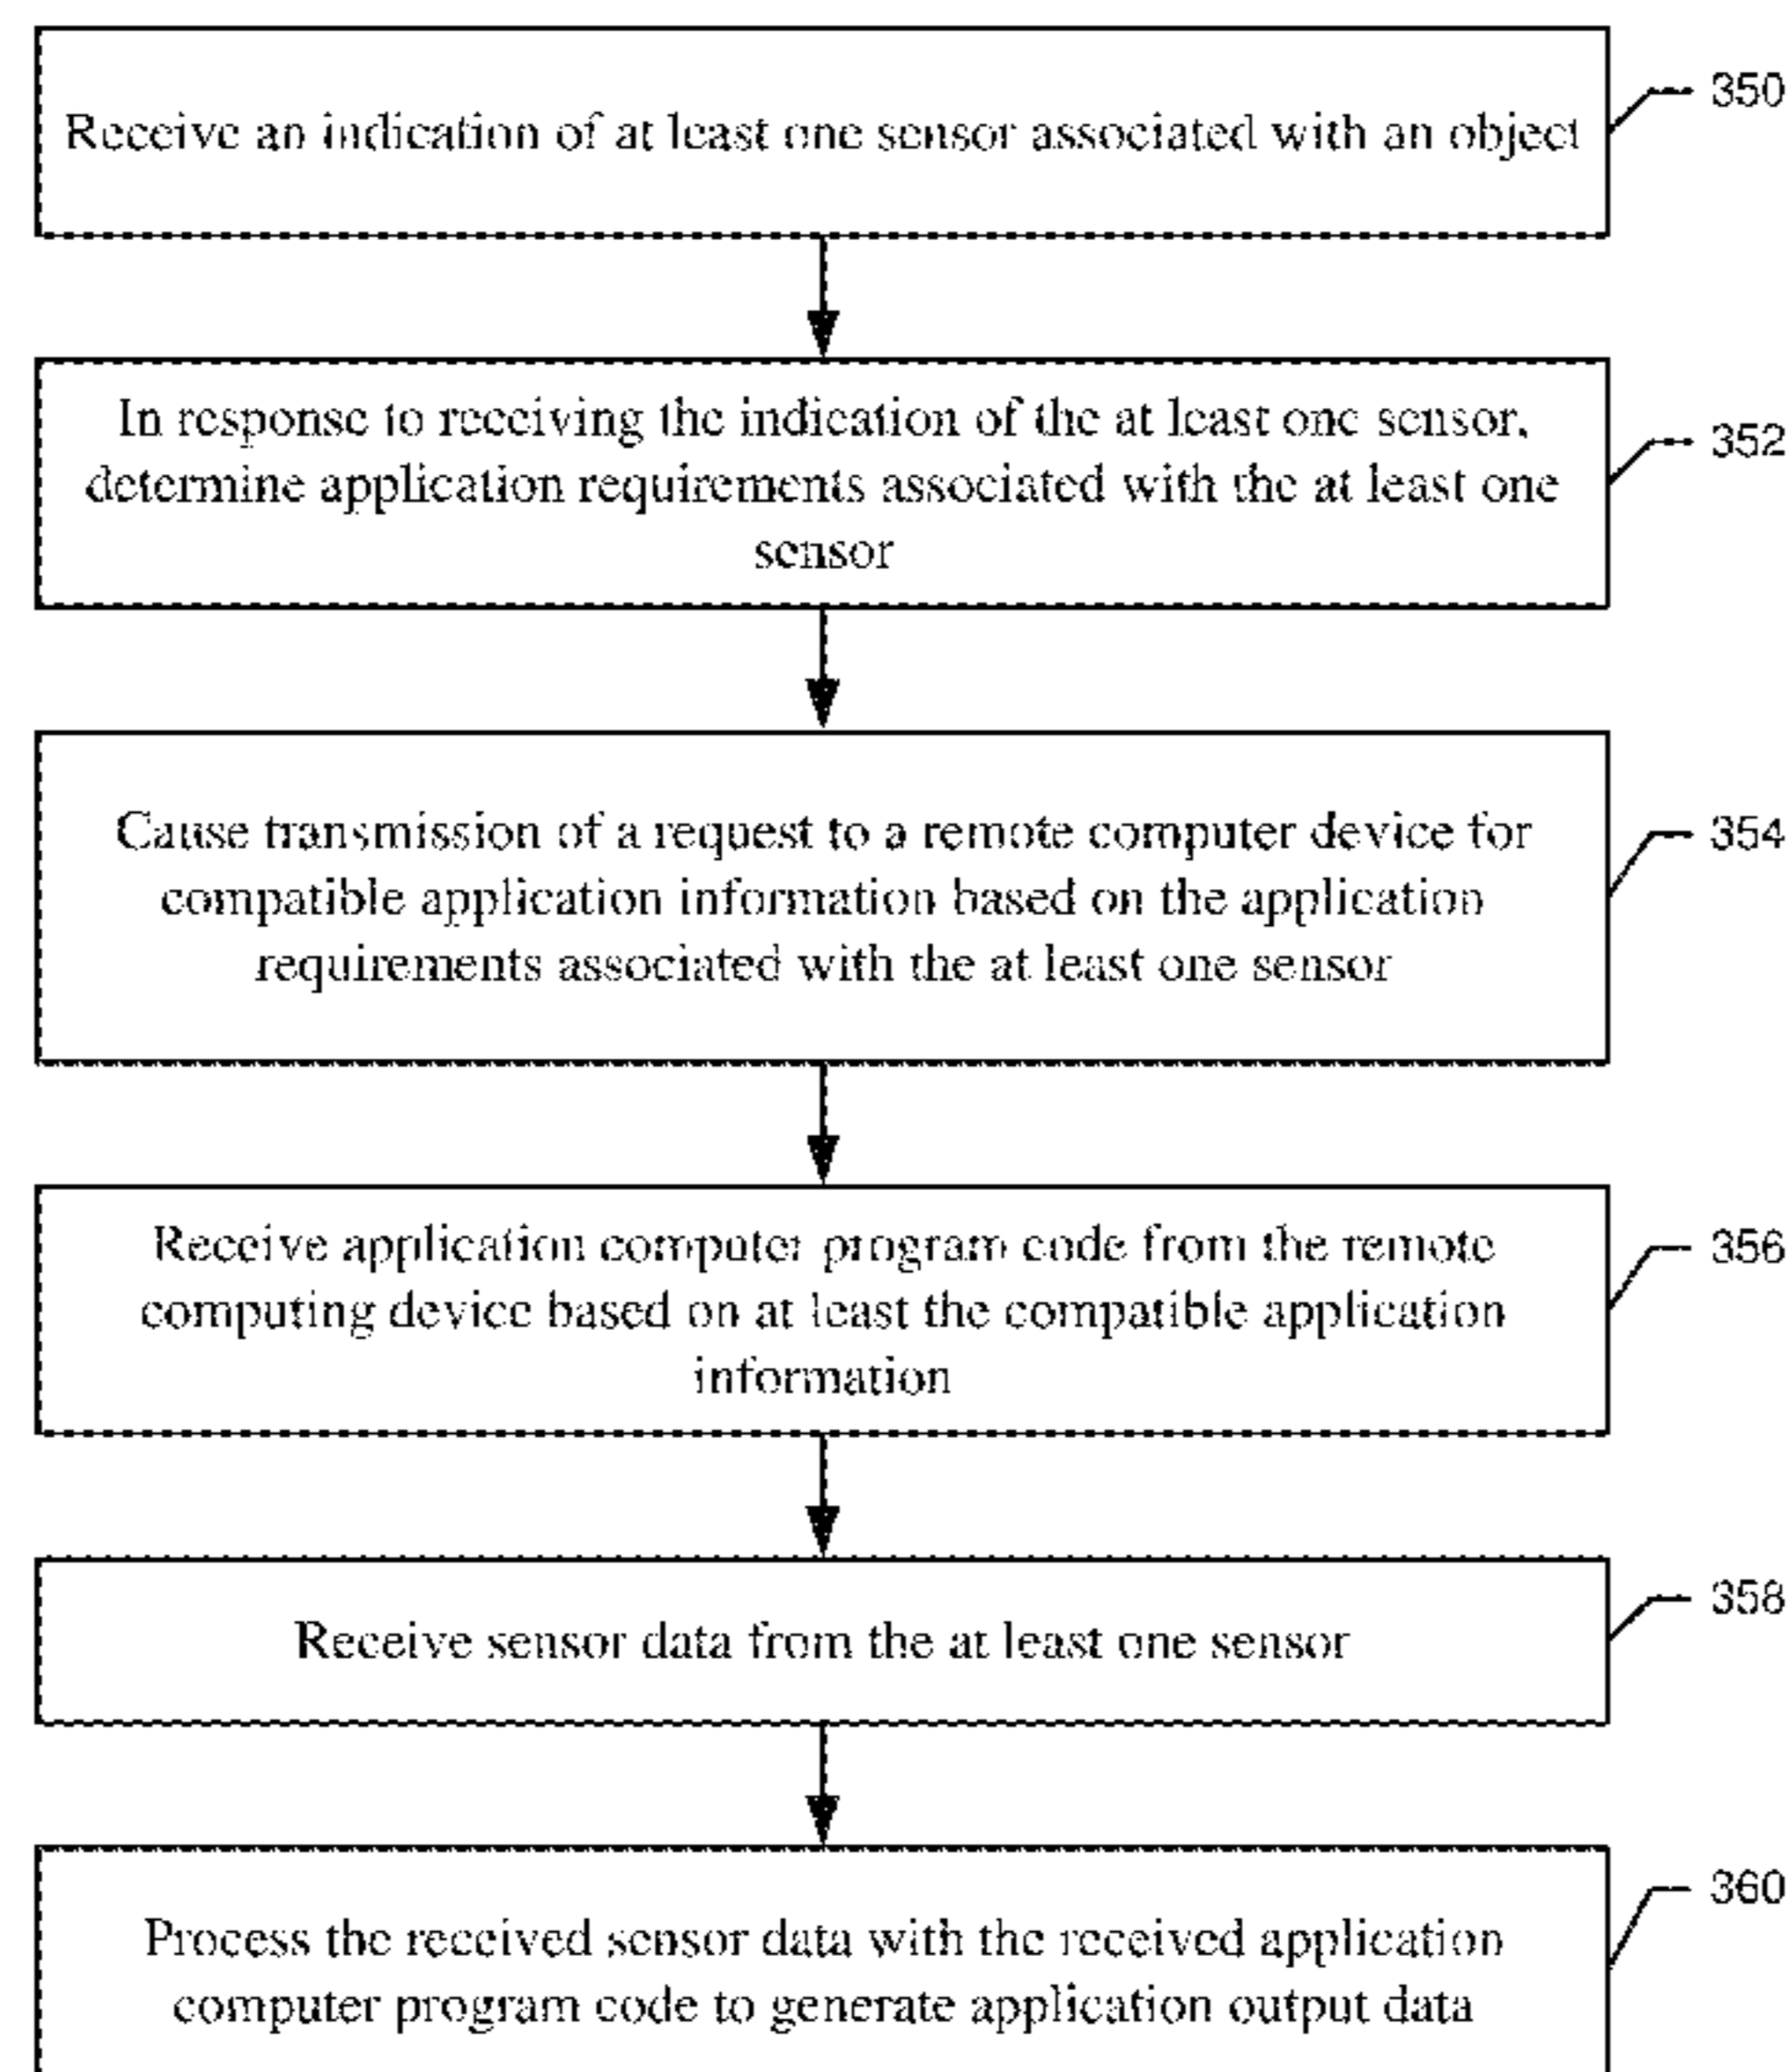 Receive an indication of at least one sensor associated with an object
350
In response to receiving the indication of the at least one sensor,
determine application requirements associated with the at least one
sensor
352
Cause transmission of a request to a remote computer device for
compatible application information based on the application
requirements associated with the at least one sensor
354
Receive application computer program code from the remote
computing device based on at least the compatible application
information
356
Receive sensor data from the at least one sensor
358
Process the received sensor data with the received application
computer program code to generate application output data
360